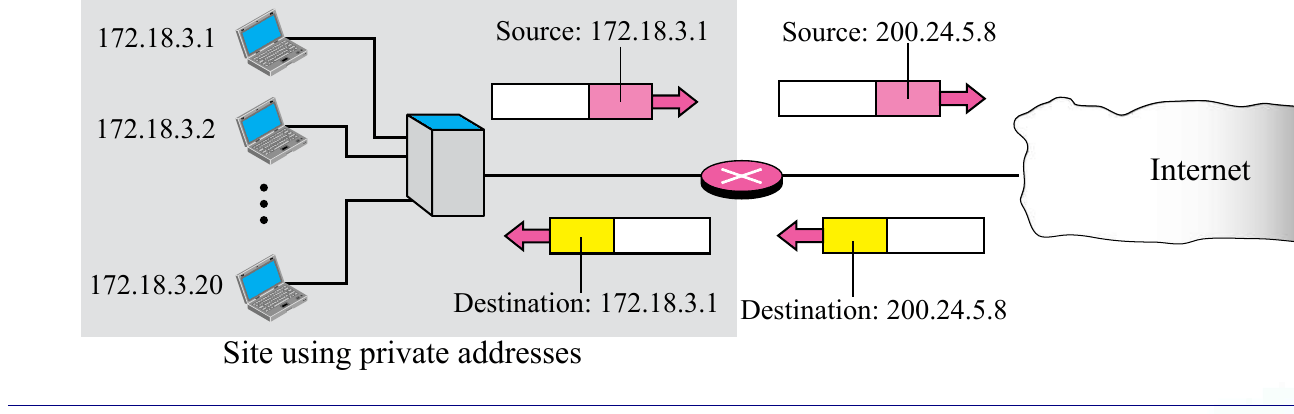 172.18.3.1
Source: 172.18.3.1
Source: 200.24.5.8
172.18.3.2
Internet
172.18.3.20
Destination: 172.18.3.1
Destination: 200.24.5.8
Site using private addresses